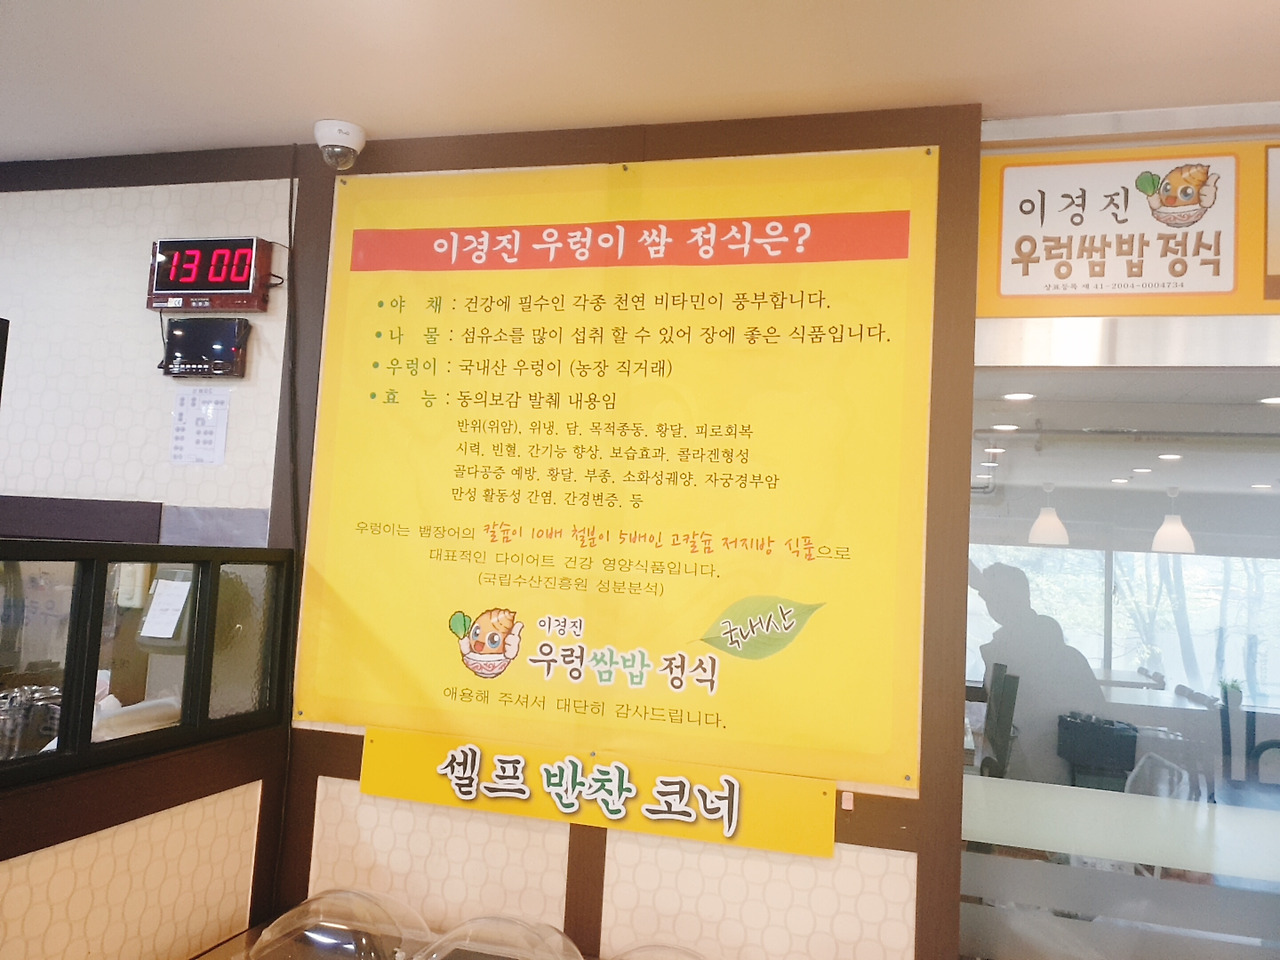 13 00
이경진 우렁이 쌈 정식은?
• 야 채 : 건강에 필수인 각종 천연 비타민이 풍부합니다.
• 나 물 : 섬유소를 많이 섭취 할 수 있어 장에 좋은 식품입니다.
• 우렁이 : 국내산 우렁이 (농장 직거래)
• 효 능 : 동의보감 발췌 내용임
반위(위암), 위냉, 담, 목적종동, 황달, 피로회복
시력, 빈혈, 간기능 향상, 보습효과, 콜라겐형성
골다공증 예방, 황달, 부종, 소화성궤양, 자궁경부암
만성 활동성 간염, 간경변증, 등
우렁이는 뱀장어의 칼슘이 10배 철분이 5배인 고칼슘 저지방 식품으로
대표적인 다이어트 건강 영양식품입니다.
(국립수산진흥원 성분분석)
이경진
우렁쌈밥 정식
국내산
애용해 주셔서 대단히 감사드립니다.
셀프 반찬 코너
이경진
우렁쌈밥 정식
상표등록 제 41-2004-0004734